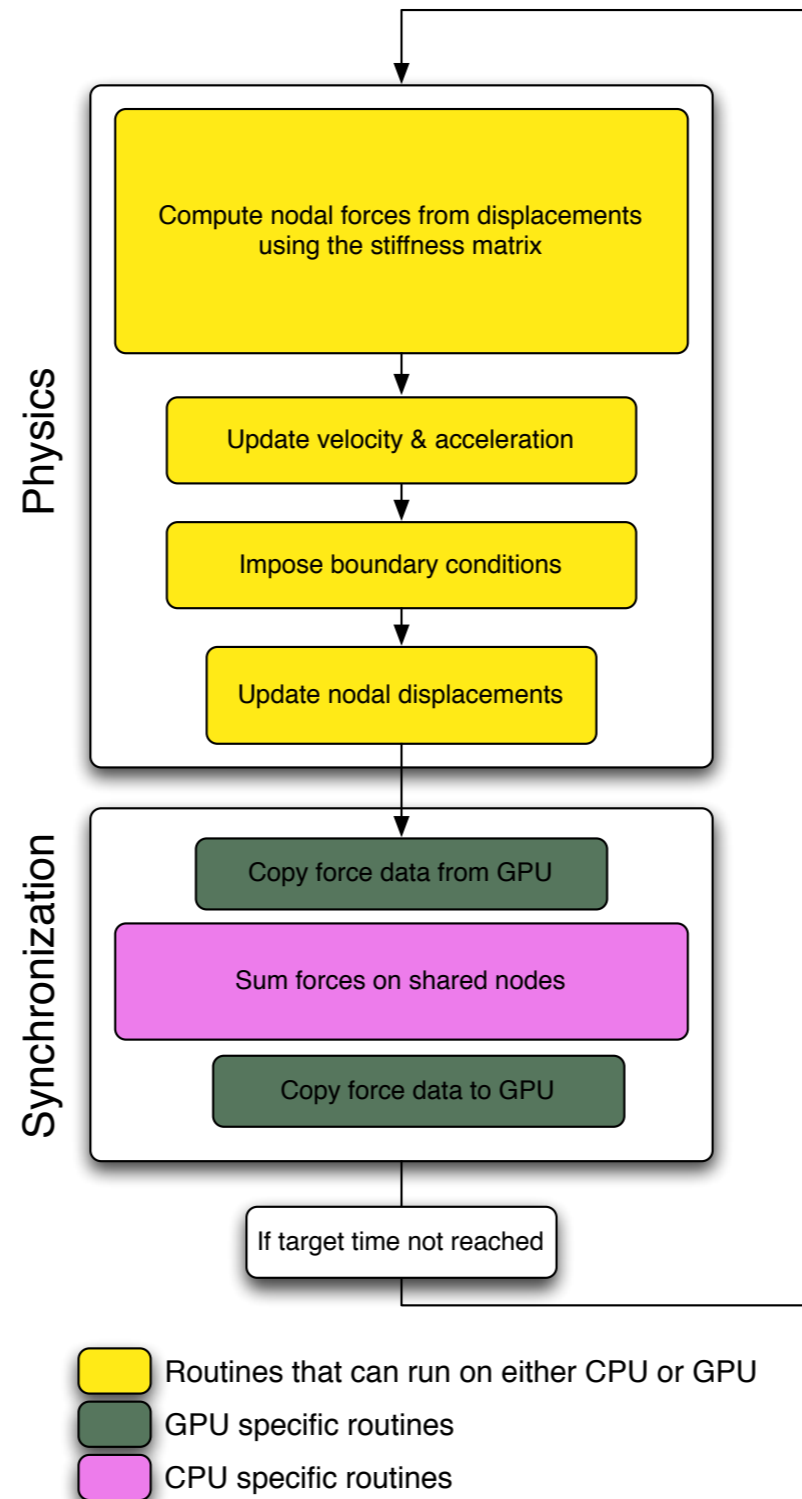 Physics
Compute nodal forces from displacements
using the stiffness matrix
Update velocity & acceleration
Impose boundary conditions
Update nodal displacements
Synchronization
Copy force data from GPU
Sum forces on shared nodes
Copy force data to GPU
If target time not reached
Routines that can run on either CPU or GPU
GPU specific routines
CPU specific routines